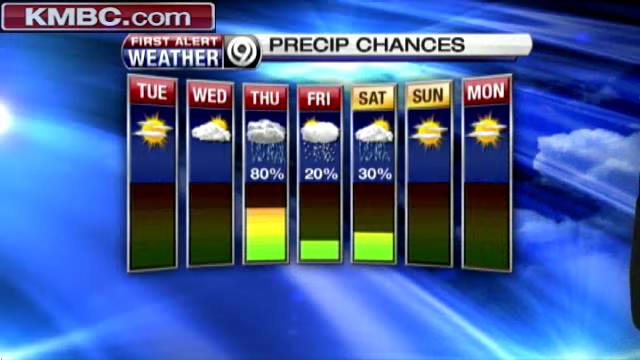 KMBC.com
FIRST ALERT
WEATHER 9
PRECIP CHANCES
TUE WED THU FRI SAT SUN MON
80% 20% 30%